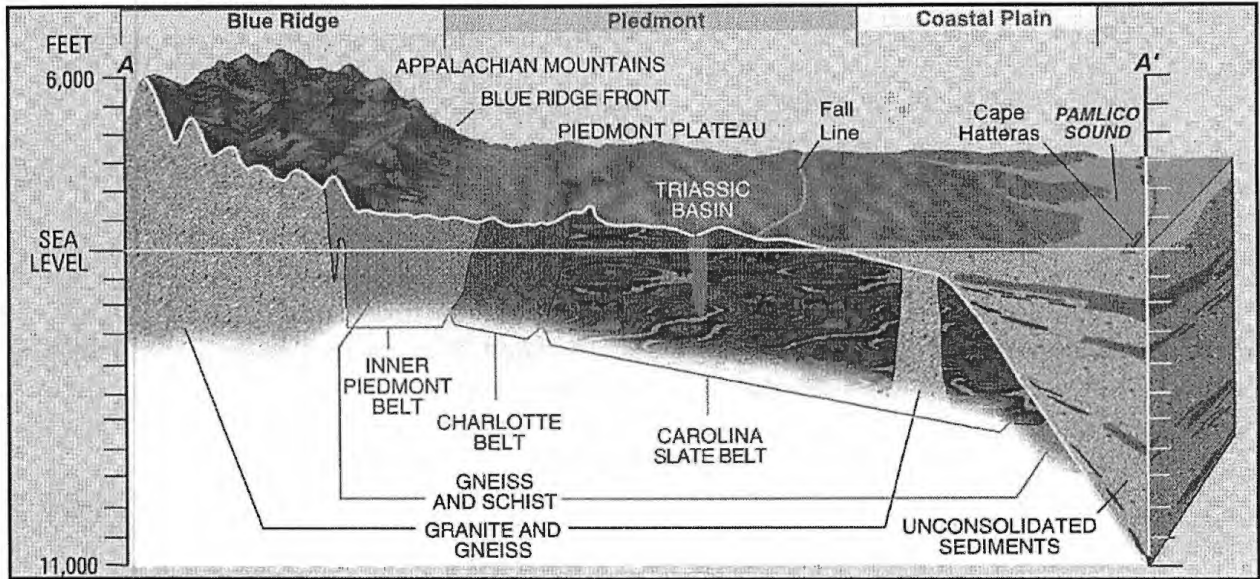 Blue Ridge
Piedmont
Coastal Plain
FEET
A
6,000
APPALACHIAN MOUNTAINS
BLUE RIDGE FRONT
PIEDMONT PLATEAU
Fall
Line
Cape
Hatteras
PAMLICO
SOUND
A'
TRIASSIC
BASIN
SEA
LEVEL
INNER
PIEDMONT
BELT
CHARLOTTE
BELT
CAROLINA
SLATE BELT
GNEISS
AND SCHIST
GRANITE AND
GNEISS
UNCONSOLIDATED
SEDIMENTS
11,000